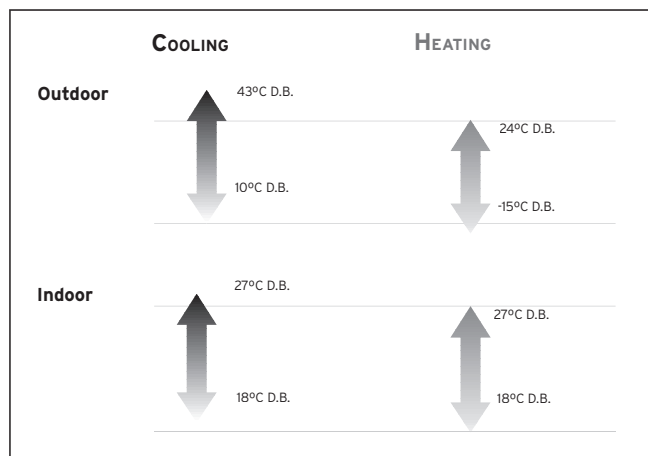 COOLING HEATING
Outdoor
43ºC D.B.
24ºC D.B.
10ºC D.B.
-15ºC D.B.
Indoor
27ºC D.B.
27ºC D.B.
18ºC D.B.
18ºC D.B.